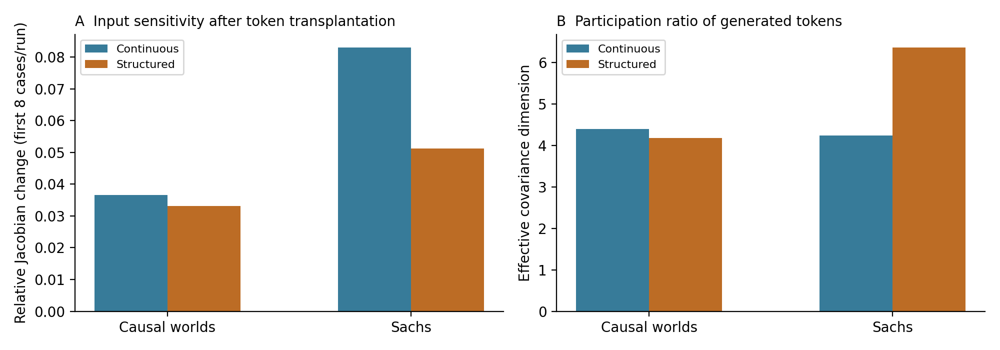 A  Input sensitivity after token transplantation
Relative Jacobian change (first 8 cases/run)
0.08
0.07
0.06
0.05
0.04
0.03
0.02
0.01
0.00
Continuous
Structured
Causal worlds
Sachs
B  Participation ratio of generated tokens
Effective covariance dimension
6
5
4
3
2
1
0
Continuous
Structured
Causal worlds
Sachs